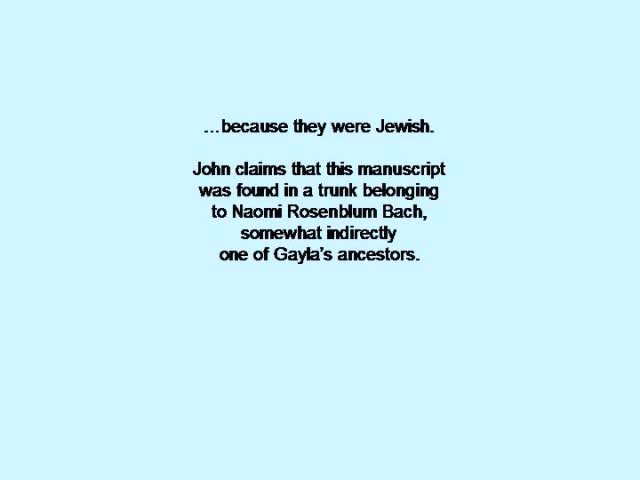 …because they were Jewish.
John claims that this manuscript
was found in a trunk belonging
to Naomi Rosenblum Bach,
somewhat indirectly
one of Gayla's ancestors.